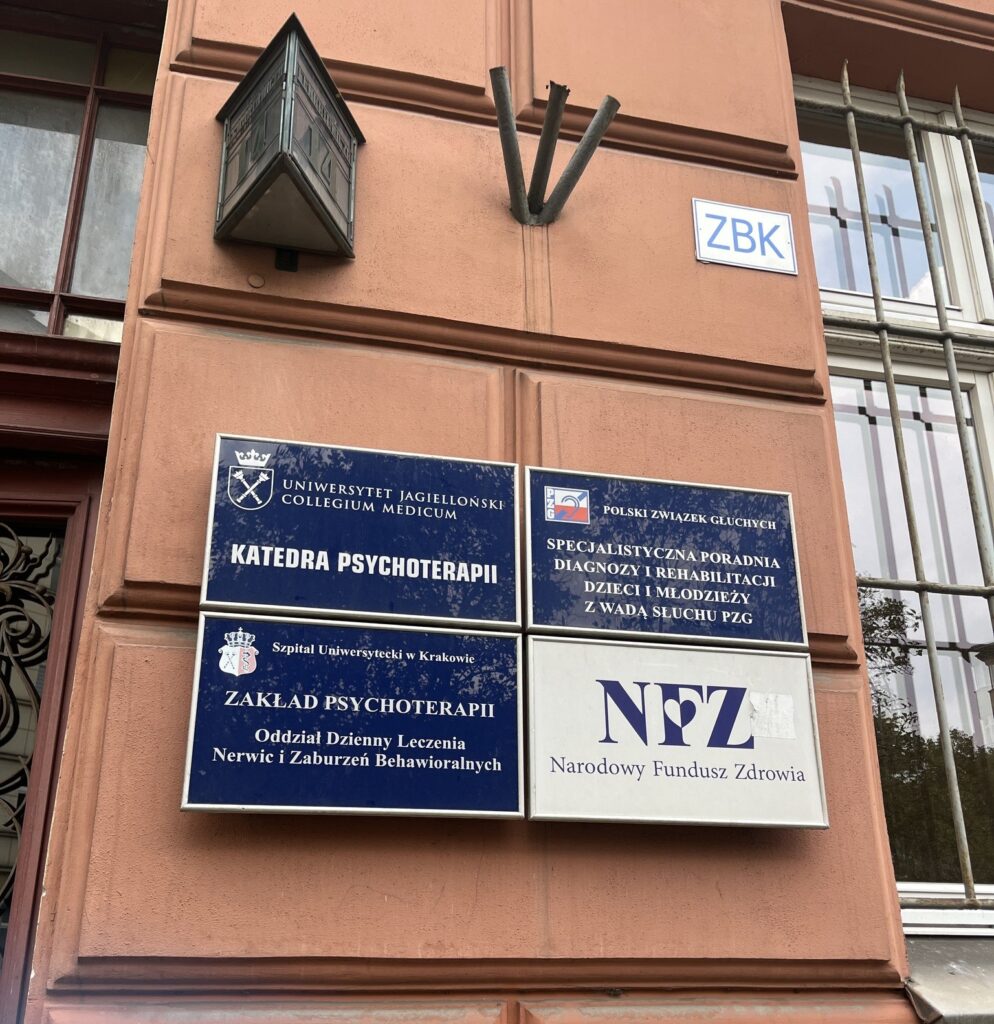 ZBK
UNIWERSYTET JAGIELLOŃSKI
COLLEGIUM MEDICUM
KATEDRA PSYCHOTERAPII
PZG
POLSKI ZWIĄZEK GŁUCHYCH
SPECJALISTYCZNA PORADNIA
DIAGNOZY I REHABILITACJI
DZIECI I MŁODZIEŻY
Z WADĄ SŁUCHU PZG
Szpital Uniwersytecki w Krakowie
ZAKŁAD PSYCHOTERAPII
Oddział Dzienny Leczenia
Nerwic i Zaburzeń Behawioralnych
NFZ
Narodowy Fundusz Zdrowia